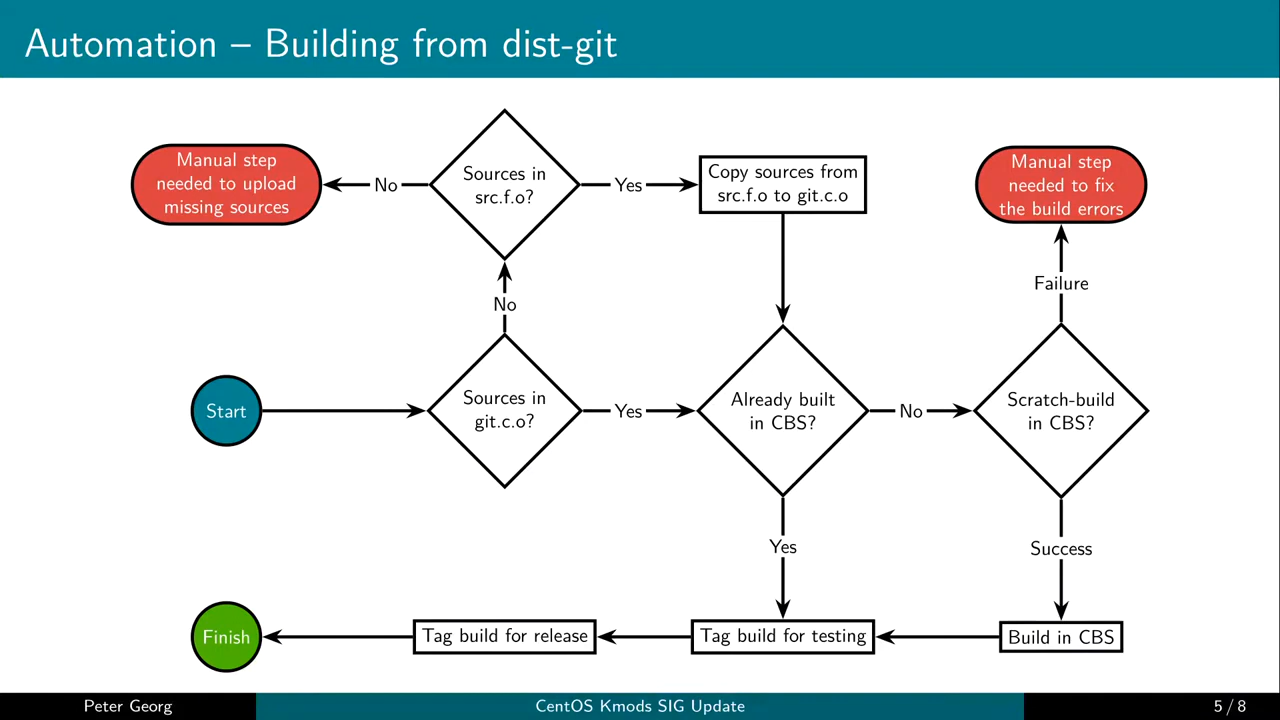 Automation – Building from dist-git
Manual step
needed to upload
missing sources
No
Sources in
src.f.o?
Yes
Copy sources from
src.f.o to git.c.o
Manual step
needed to fix
the build errors
No
Failure
Start
Sources in
git.c.o?
Yes
Already built
in CBS?
No
Scratch-build
in CBS?
Yes
Success
Finish
Tag build for release
Tag build for testing
Build in CBS
Peter Georg
CentOS Kmods SIG Update
5 / 8